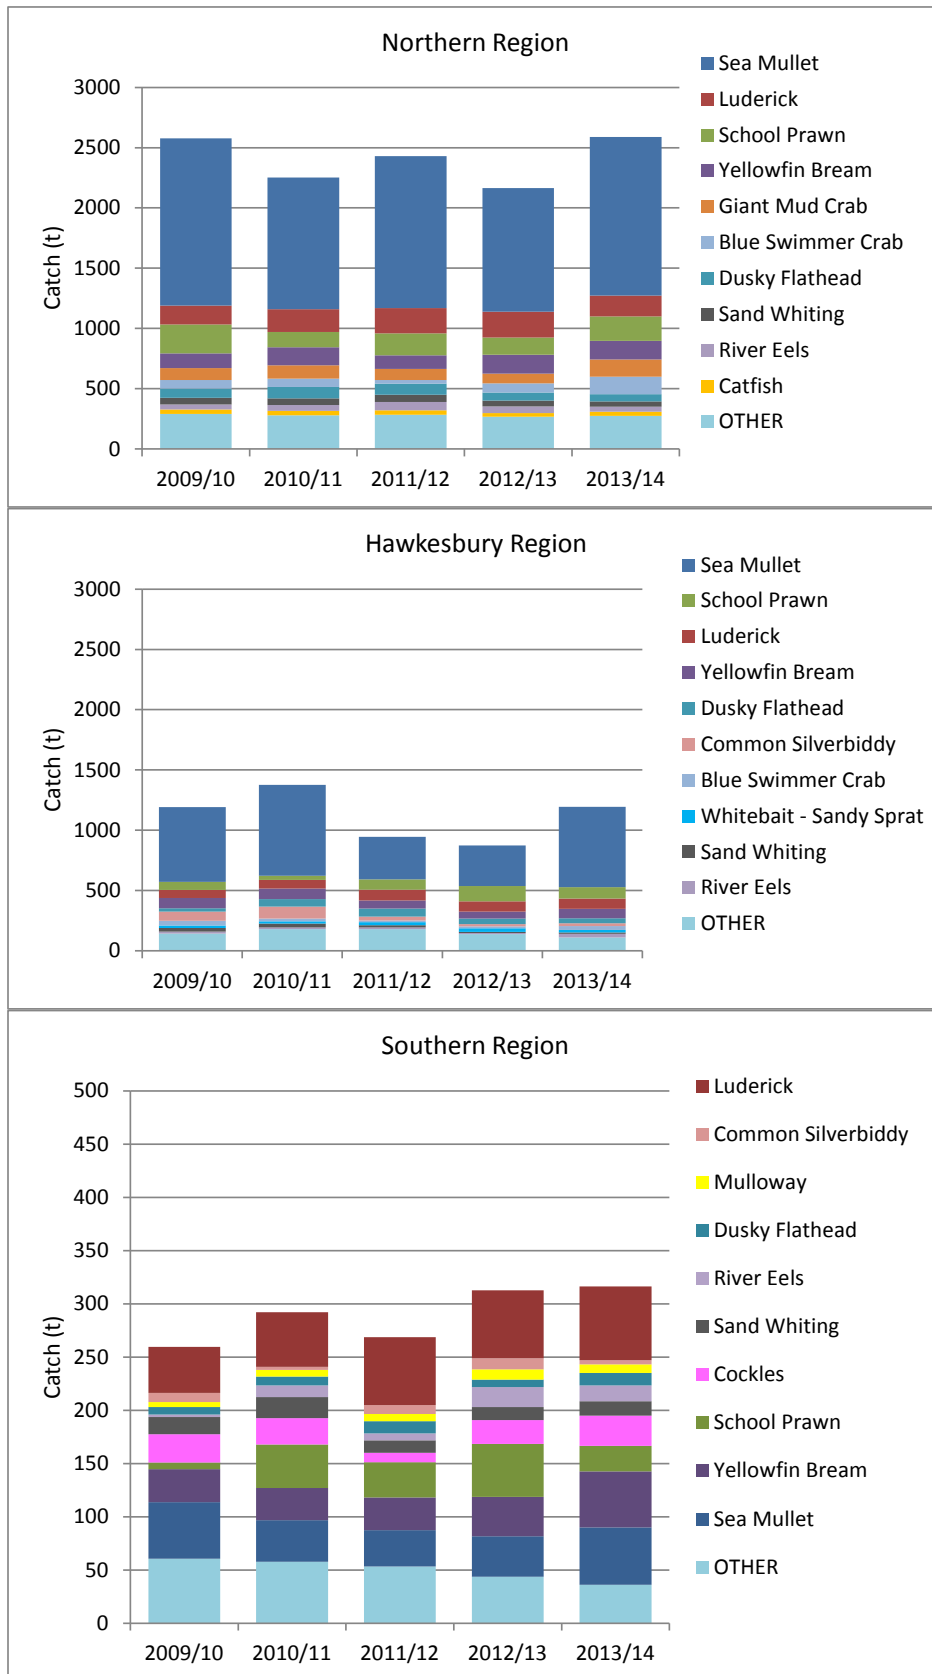 Northern Region
3000
2500
2000
1500
1000
500
0
Catch (t)
2009/10 2010/11 2011/12 2012/13 2013/14
Sea Mullet
Luderick
School Prawn
Yellowfin Bream
Giant Mud Crab
Blue Swimmer Crab
Dusky Flathead
Sand Whiting
River Eels
Catfish
OTHER
Hawkesbury Region
3000
2500
2000
1500
1000
500
0
Catch (t)
2009/10 2010/11 2011/12 2012/13 2013/14
Sea Mullet
School Prawn
Luderick
Yellowfin Bream
Dusky Flathead
Common Silverbiddy
Blue Swimmer Crab
Whitebait - Sandy Sprat
Sand Whiting
River Eels
OTHER
Southern Region
500
450
400
350
300
250
200
150
100
50
0
Catch (t)
2009/10 2010/11 2011/12 2012/13 2013/14
Luderick
Common Silverbiddy
Mulloway
Dusky Flathead
River Eels
Sand Whiting
Cockles
School Prawn
Yellowfin Bream
Sea Mullet
OTHER